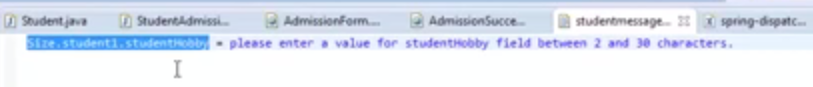 Student.java StudentAdmissi... AdmissionForm.... AdmissionSucce... studentmessage... spring-dispatc...
Size.student1.studentHobby = please enter a value for studentHobby field between 2 and 30 characters.